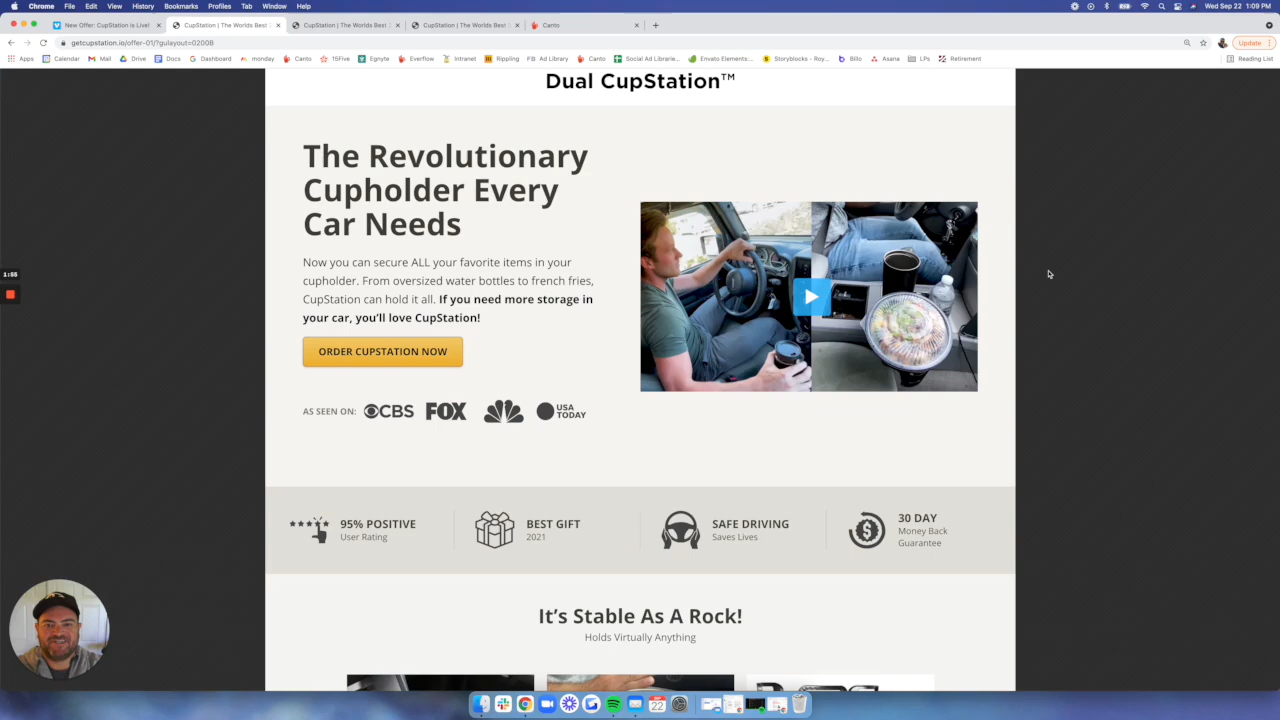 Chrome File Edit View History Bookmarks Profiles Tab Window Help
Wed Sep 22 1:09 PM
New Offer: CupStation is Live!
CupStation | The Worlds Best
CupStation | The Worlds Best
CupStation | The Worlds Best
Canto
getcupstation.io/offer-01/?gulayout=0200B
Update
Apps Calendar Mail Drive Docs Dashboard monday Canto 15Five Egnyte Everflow Intranet Rippling Ad Library Canto Social Ad Librarie... Envato Elements:... Storyblocks - Roy... Billo Asana LPs Retirement Reading List
Dual CupStation™
The Revolutionary
Cupholder Every
Car Needs
Now you can secure ALL your favorite items in your
cupholder. From oversized water bottles to french fries,
CupStation can hold it all. If you need more storage in
your car, you'll love CupStation!
ORDER CUPSTATION NOW
AS SEEN ON: CBS FOX USA
TODAY
1:55
95% POSITIVE
User Rating
BEST GIFT
2021
SAFE DRIVING
Saves Lives
30 DAY
Money Back
Guarantee
It's Stable As A Rock!
Holds Virtually Anything
22